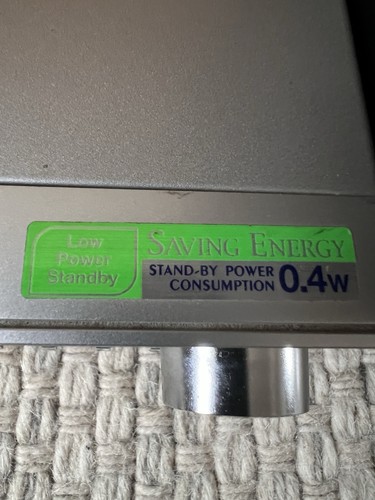 Low
Power
Standby
SAVING ENERGY
STAND-BY POWER
CONSUMPTION 0.4W